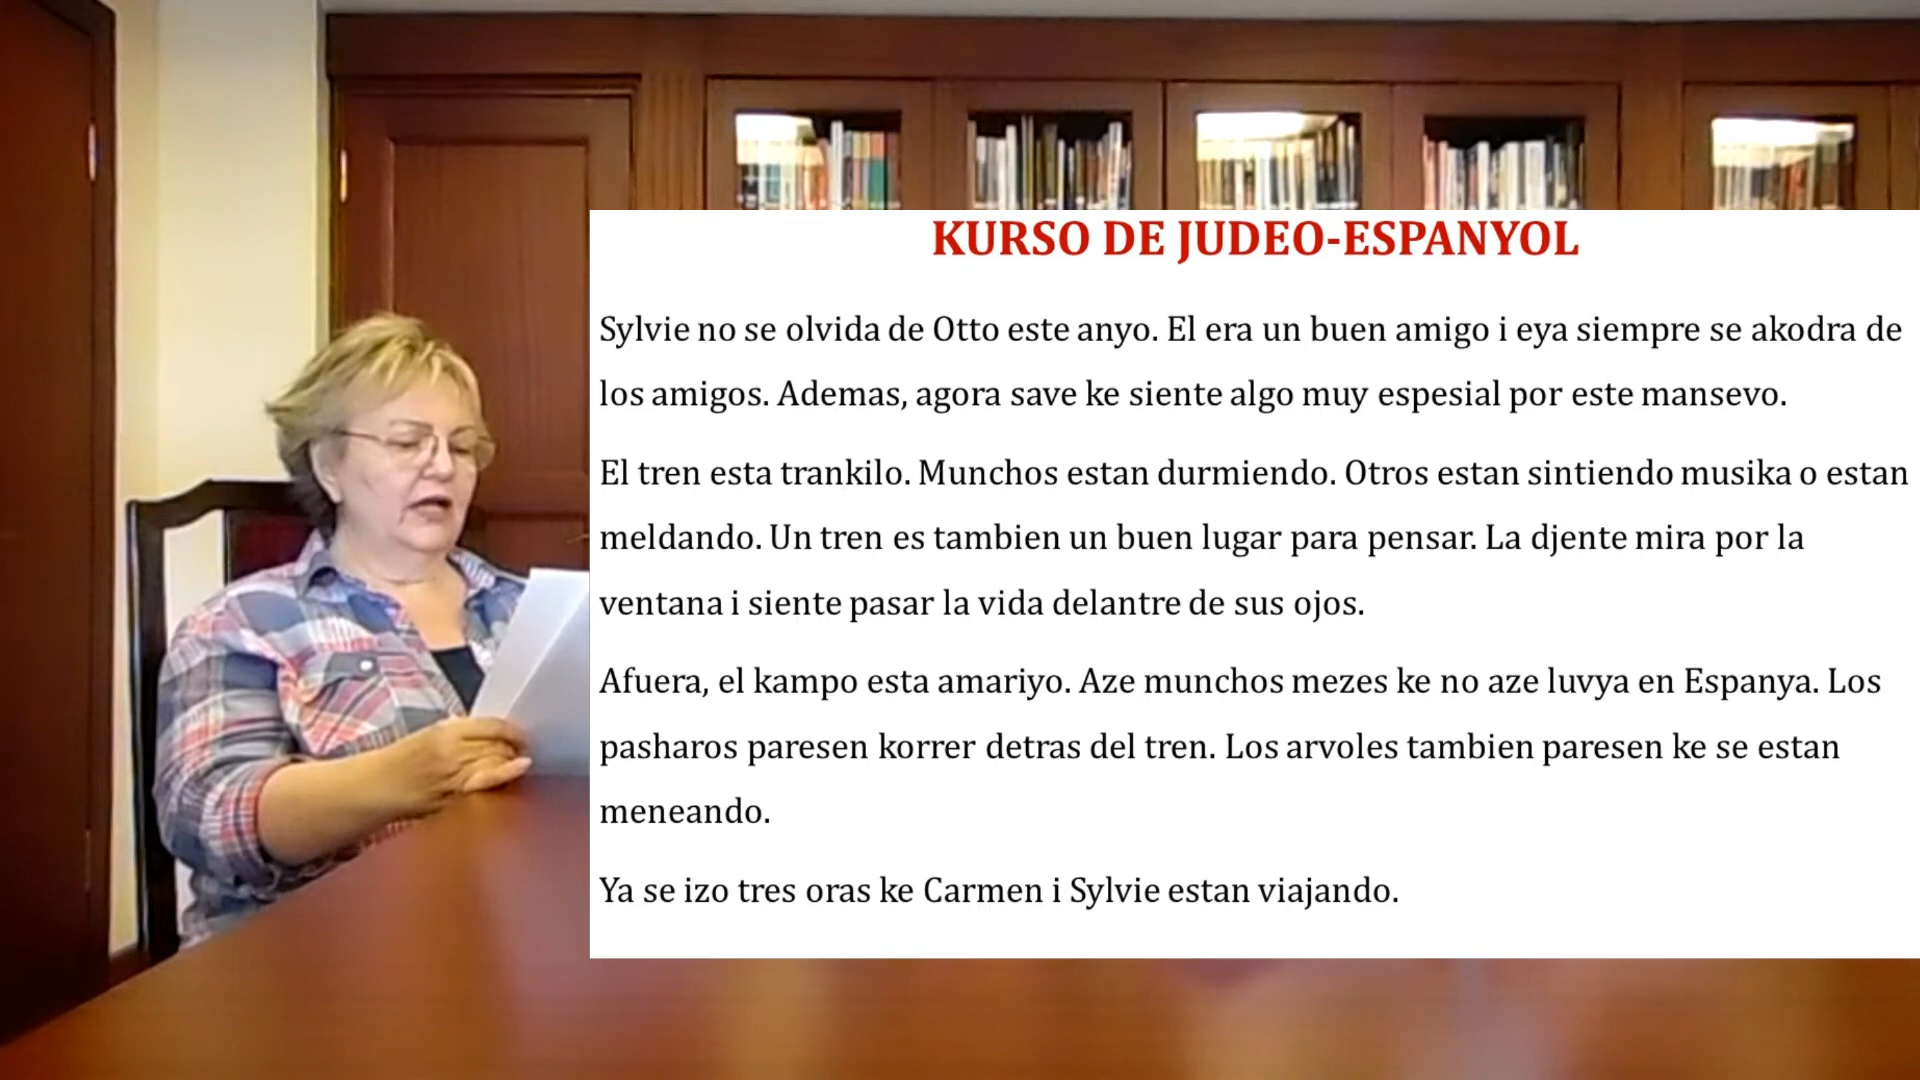 KURSO DE JUDEO-ESPANYOL
Sylvie no se olvida de Otto este anyo. El era un buen amigo i eya siempre se akodra de
los amigos. Ademas, agora save ke siente algo muy espesial por este mansevo.
El tren esta trankilo. Munchos estan durmiendo. Otros estan sintiendo musika o estan
meldando. Un tren es tambien un buen lugar para pensar. La djente mira por la
ventana i siente pasar la vida delantre de sus ojos.
Afuera, el kampo esta amariyo. Aze munchos mezes ke no aze luvya en Espanya. Los
pasharos paresen korrer detras del tren. Los arvoles tambien paresen ke se estan
meneando.
Ya se izo tres oras ke Carmen i Sylvie estan viajando.